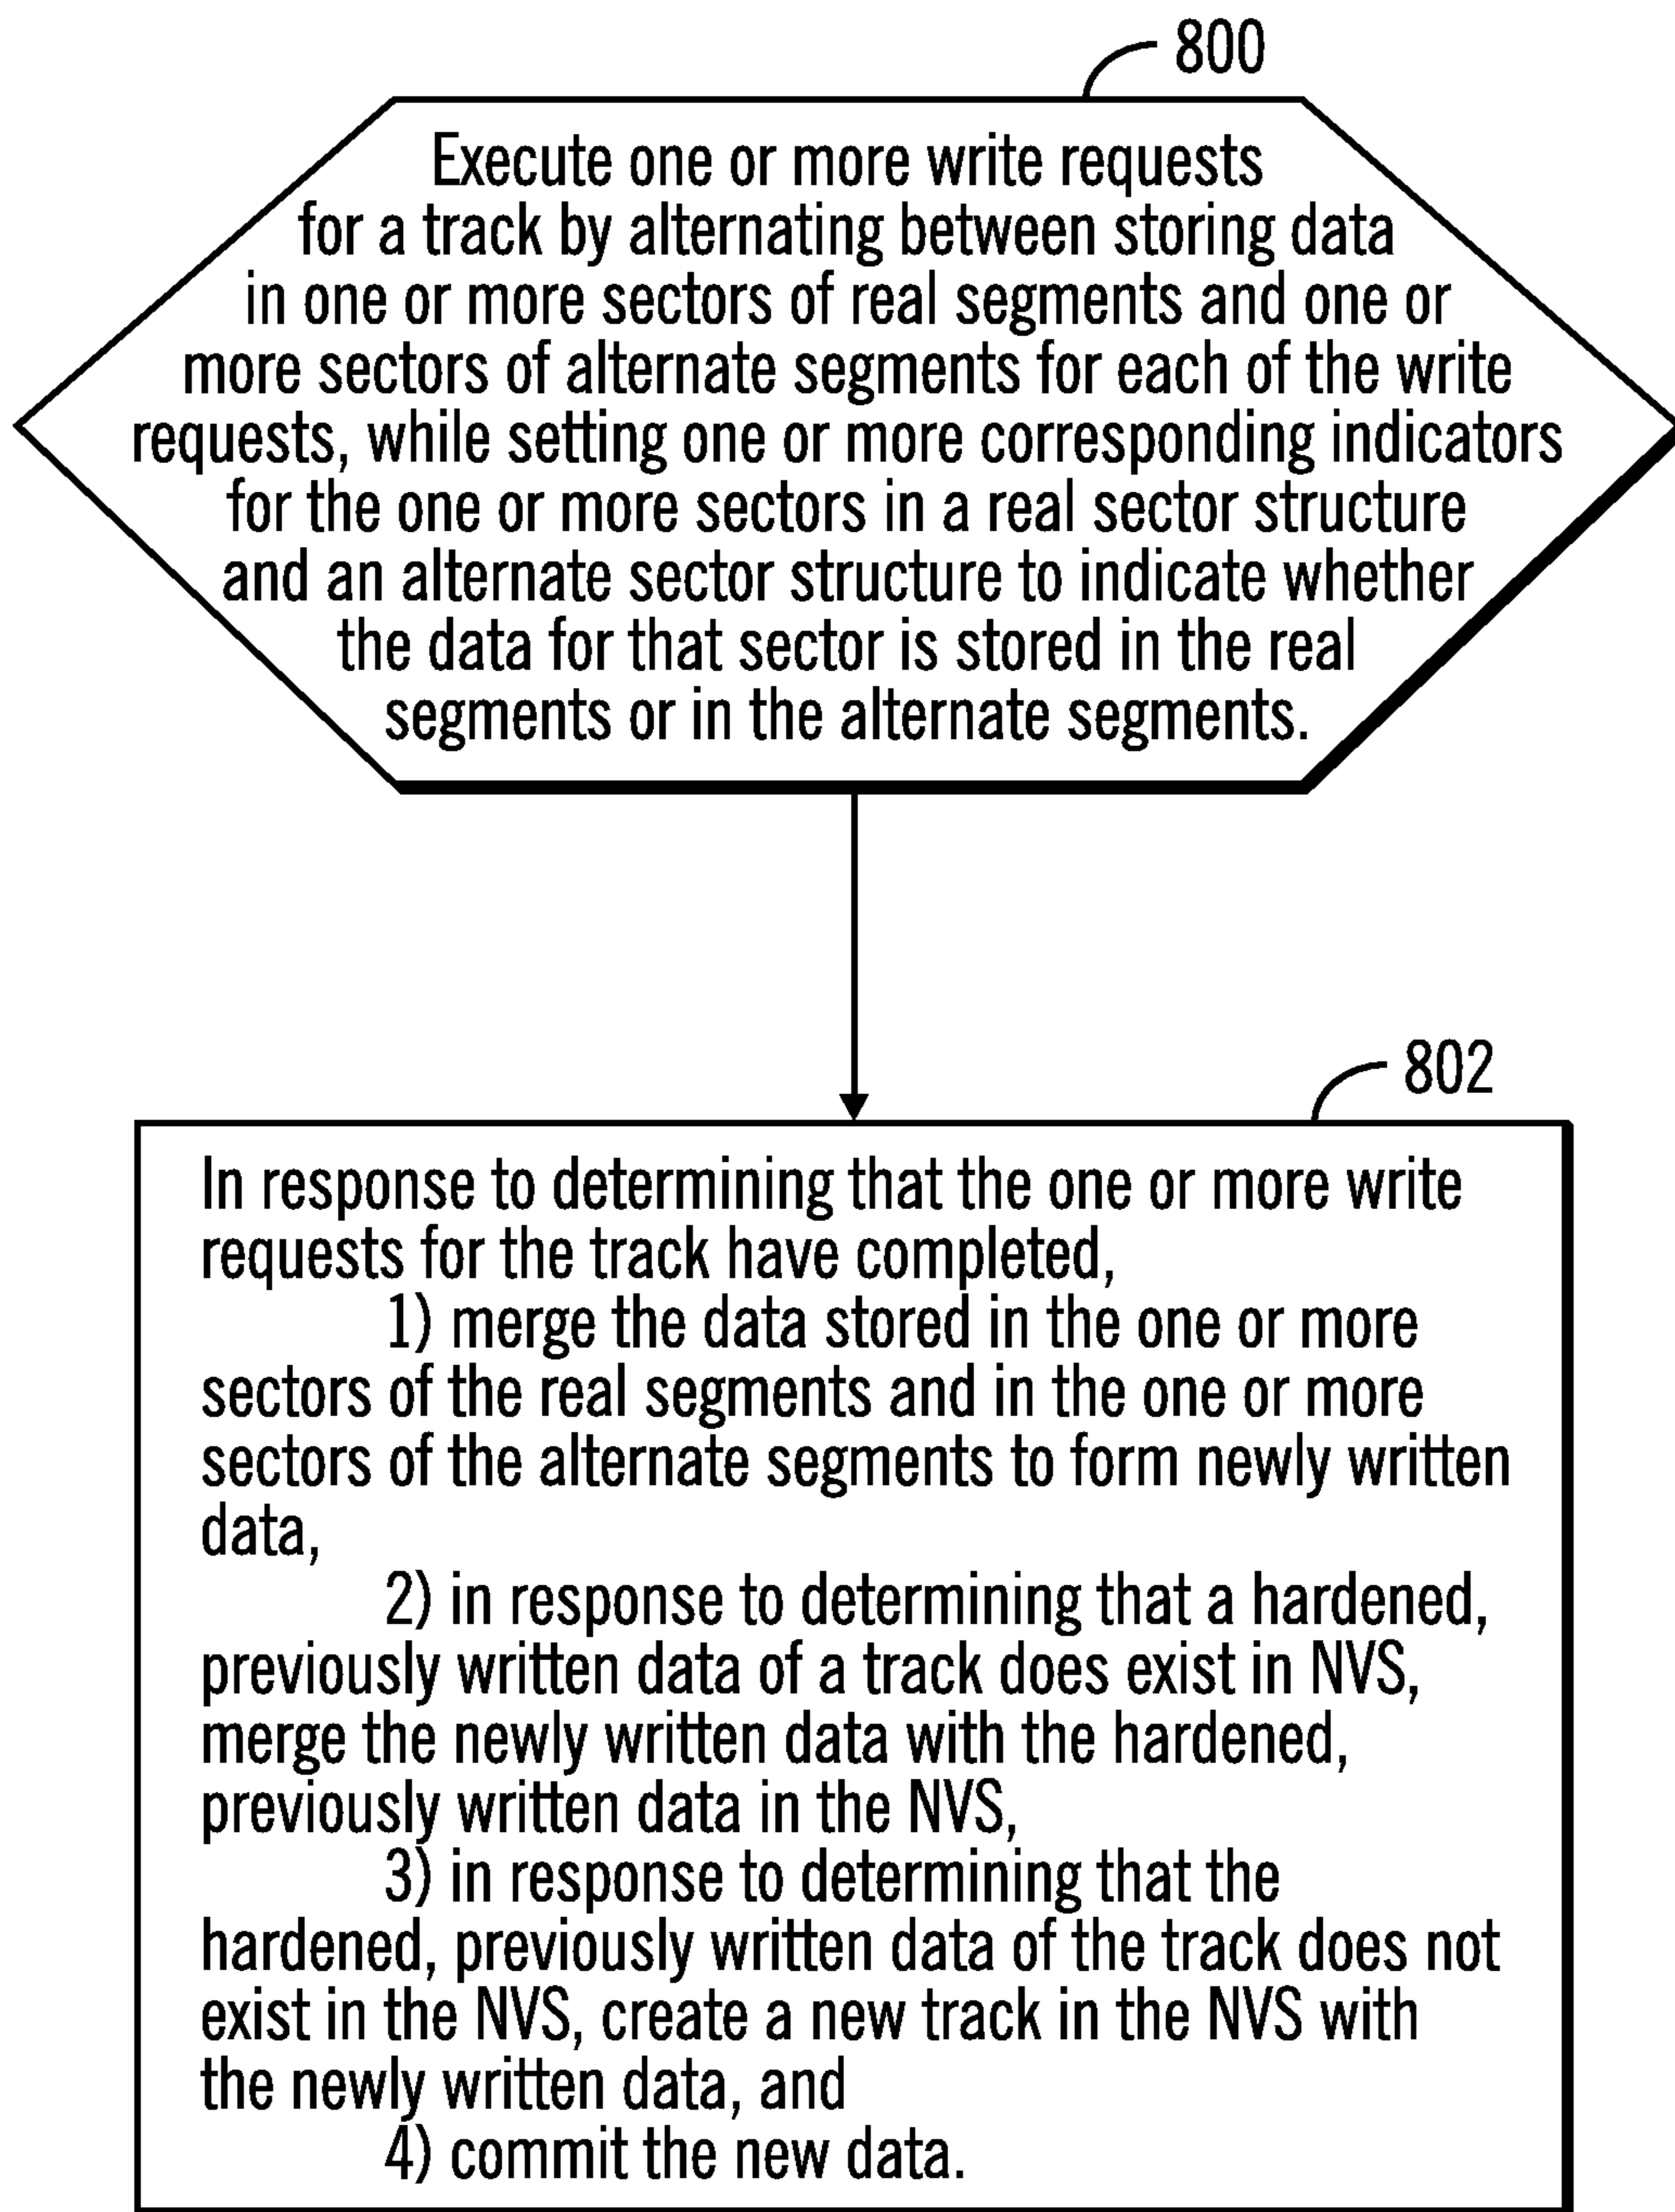 800
Execute one or more write requests
for a track by alternating between storing data
in one or more sectors of real segments and one or
more sectors of alternate segments for each of the write
requests, while setting one or more corresponding indicators
for the one or more sectors in a real sector structure
and an alternate sector structure to indicate whether
the data for that sector is stored in the real
segments or in the alternate segments.
802
In response to determining that the one or more write
requests for the track have completed,
1) merge the data stored in the one or more
sectors of the real segments and in the one or more
sectors of the alternate segments to form newly written
data,
2) in response to determining that a hardened,
previously written data of a track does exist in NVS,
merge the newly written data with the hardened,
previously written data in the NVS,
3) in response to determining that the
hardened, previously written data of the track does not
exist in the NVS, create a new track in the NVS with
the newly written data, and
4) commit the new data.